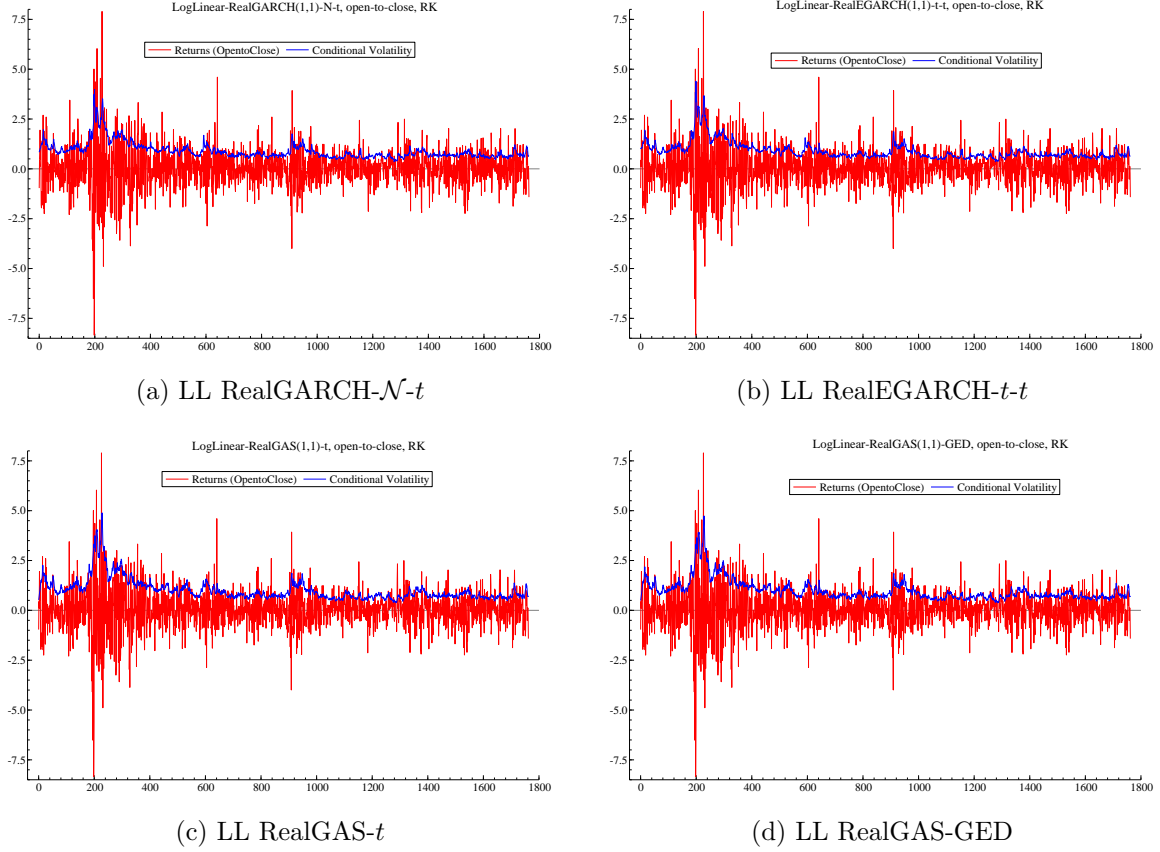 LogLinear-RealGARCH(1,1)-N-t, open-to-close, RK
Returns (OpentoClose) Conditional Volatility
7.5
5.0
2.5
0.0
-2.5
-5.0
-7.5
0 200 400 600 800 1000 1200 1400 1600 1800
(a) LL RealGARCH-𝒩-t
LogLinear-RealEGARCH(1,1)-t-t, open-to-close, RK
Returns (OpentoClose) Conditional Volatility
7.5
5.0
2.5
0.0
-2.5
-5.0
-7.5
0 200 400 600 800 1000 1200 1400 1600 1800
(b) LL RealEGARCH-t-t
LogLinear-RealGAS(1,1)-t, open-to-close, RK
Returns (OpentoClose) Conditional Volatility
7.5
5.0
2.5
0.0
-2.5
-5.0
-7.5
0 200 400 600 800 1000 1200 1400 1600 1800
(c) LL RealGAS-t
LogLinear-RealGAS(1,1)-GED, open-to-close, RK
Returns (OpentoClose) Conditional Volatility
7.5
5.0
2.5
0.0
-2.5
-5.0
-7.5
0 200 400 600 800 1000 1200 1400 1600 1800
(d) LL RealGAS-GED